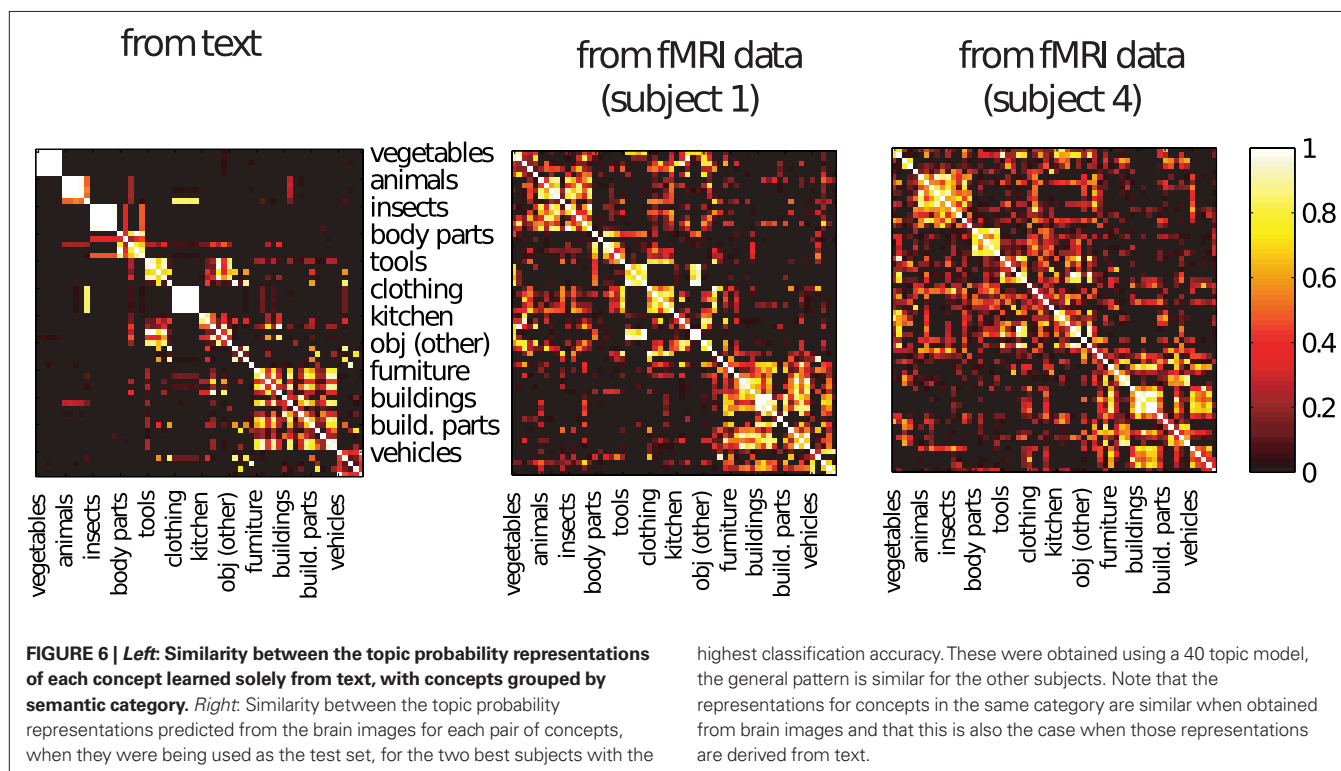 from text
from fMRI data
(subject 1)
from fMRI data
(subject 4)
vegetables
animals
insects
body parts
tools
clothing
kitchen
obj (other)
furniture
buildings
build. parts
vehicles
1
0.8
0.6
0.4
0.2
0
vegetables
animals
insects
body parts
tools
clothing
kitchen
obj (other)
furniture
buildings
build. parts
vehicles
vegetables
animals
insects
body parts
tools
clothing
kitchen
obj (other)
furniture
buildings
build. parts
vehicles
vegetables
animals
insects
body parts
tools
clothing
kitchen
obj (other)
furniture
buildings
build. parts
vehicles
FIGURE 6 | Left: Similarity between the topic probability representations
of each concept learned solely from text, with concepts grouped by
semantic category. Right: Similarity between the topic probability
representations predicted from the brain images for each pair of concepts,
when they were being used as the test set, for the two best subjects with the
highest classification accuracy. These were obtained using a 40 topic model,
the general pattern is similar for the other subjects. Note that the
representations for concepts in the same category are similar when obtained
from brain images and that this is also the case when those representations
are derived from text.